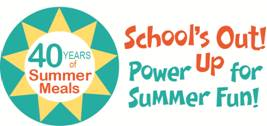 40 YEARS
of
Summer
Meals
School's Out!
Power Up for
Summer Fun!